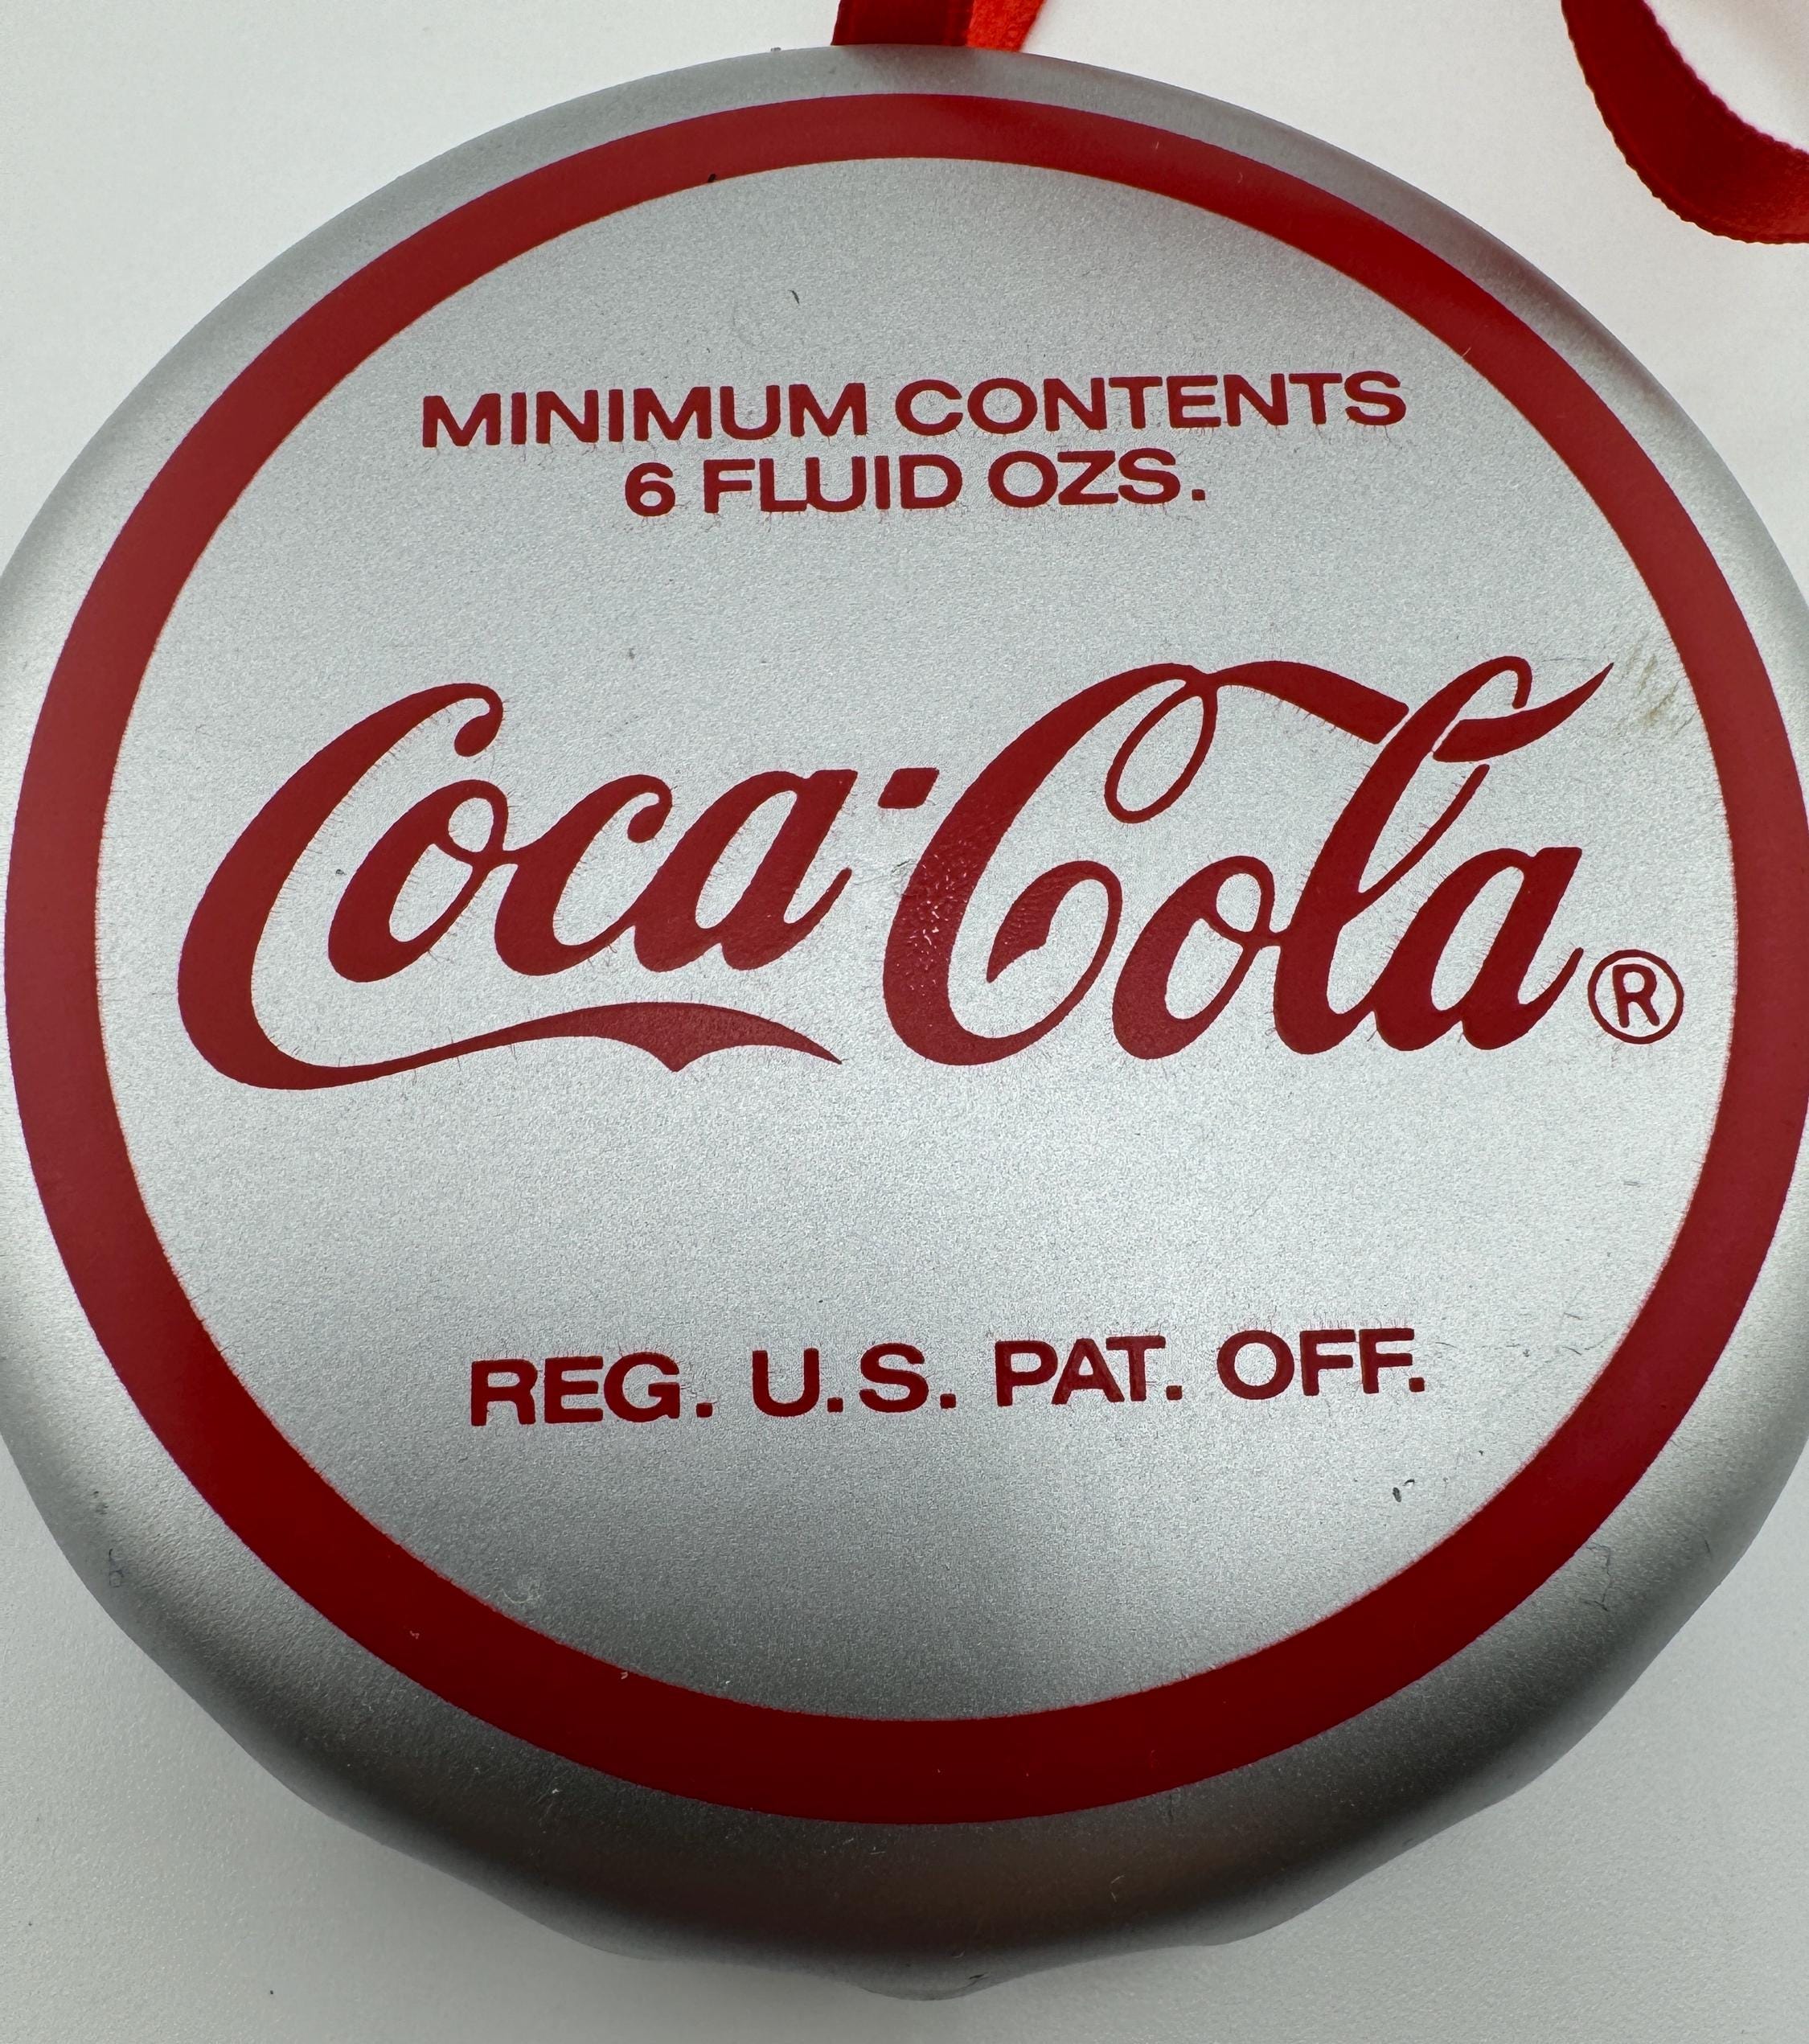 MINIMUM CONTENTS
6 FLUID OZS.
Coca-Cola®
REG. U.S. PAT. OFF.